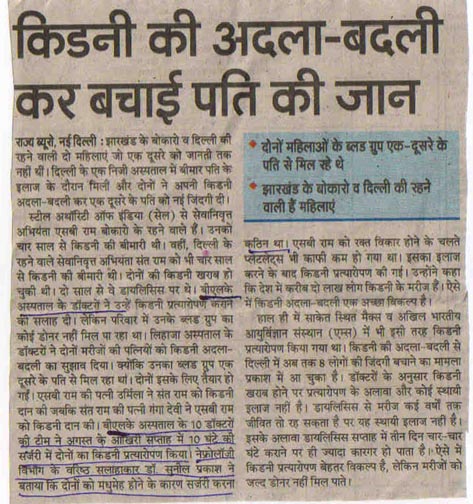 किडनी की अदला-बदली
कर बचाई पति की जान
राज्य ब्यूरो, नई दिल्ली : झारखंड के बोकारो व दिल्ली की
रहने वाली दो महिलाएं जो एक दूसरे को जानती तक
नहीं थीं। दिल्ली के एक निजी अस्पताल में बीमार पति के
इलाज के दौरान मिली और दोनों ने अपनी किडनी
अदला-बदली कर एक दूसरे के पति को नई जिंदगी दी।
स्टील अथॉरिटी ऑफ इंडिया (सेल) से सेवानिवृत्त
अभियंता एसबी राम बोकारो के रहने वाले हैं। उनको
चार साल से किडनी की बीमारी थी। वहीं, दिल्ली के
रहने वाले सेवानिवृत्त अभियंता संत राम को भी चार साल
से किडनी की बीमारी थी। दोनों की किडनी खराब हो
चुकी थी। दो साल से वे डायलिसिस पर थे। बीएलके
अस्पताल के डॉक्टरों ने उन्हें किडनी प्रत्यारोपण कराने
की सलाह दी। लेकिन परिवार में उनके ब्लड ग्रुप का
कोई डोनर नहीं मिल पा रहा था। लिहाजा अस्पताल के
डॉक्टरों ने दोनों मरीजों की पत्नियों को किडनी अदला-
बदली का सुझाव दिया। क्योंकि उनका ब्लड ग्रुप एक
दूसरे के पति से मिल रहा था। दोनों इसके लिए तैयार हो
गईं। एसबी राम की पत्नी उर्मिला ने संत राम को किडनी
दान की जबकि संत राम की पत्नी गंगा देवी ने एसबी राम
को किडनी दान की। बीएलके अस्पताल के 10 डॉक्टरों
की टीम ने अगस्त के आखिरी सप्ताह में 10 घंटे की
सर्जरी में दोनों का किडनी प्रत्यारोपण किया। नेफ्रोलॉजी
विभाग के वरिष्ठ सलाहकार डॉ. सुनील प्रकाश ने
बताया कि दोनों को मधुमेह होने के कारण सर्जरी करना
दोनों महिलाओं के ब्लड ग्रुप एक-दूसरे के
पति से मिल रहे थे
झारखंड के बोकारो व दिल्ली की रहने
वाली हैं महिलाएं
कठिन था। एसबी राम को रक्त विकार होने के चलते
प्लेटलेट्स भी काफी कम हो गया था। इसका इलाज
करने के बाद किडनी प्रत्यारोपण की गई। उन्होंने कहा
कि देश में करीब दो लाख लोग किडनी के मरीज हैं। ऐसे
में किडनी अदला-बदली एक अच्छा विकल्प है।
हाल ही में साकेत स्थित मैक्स व अखिल भारतीय
आयुर्विज्ञान संस्थान (एम्स) में भी इसी तरह किडनी
प्रत्यारोपण किया गया था। किडनी की अदला-बदली से
दिल्ली में अब तक 8 लोगों की जिंदगी बचाने का मामला
प्रकाश में आ चुका है। डॉक्टरों के अनुसार किडनी
खराब होने पर प्रत्यारोपण के अलावा और कोई स्थायी
इलाज नहीं है। डायलिसिस से मरीज कई वर्षों तक
जीवित तो रह सकता है पर यह स्थायी इलाज नहीं है।
इसके अलावा डायलिसिस सप्ताह में तीन दिन चार-चार
घंटे कराने पर ही ज्यादा कारगर हो पाता है। ऐसे में
किडनी प्रत्यारोपण बेहतर विकल्प है, लेकिन मरीजों को
जल्द डोनर नहीं मिल पाते।